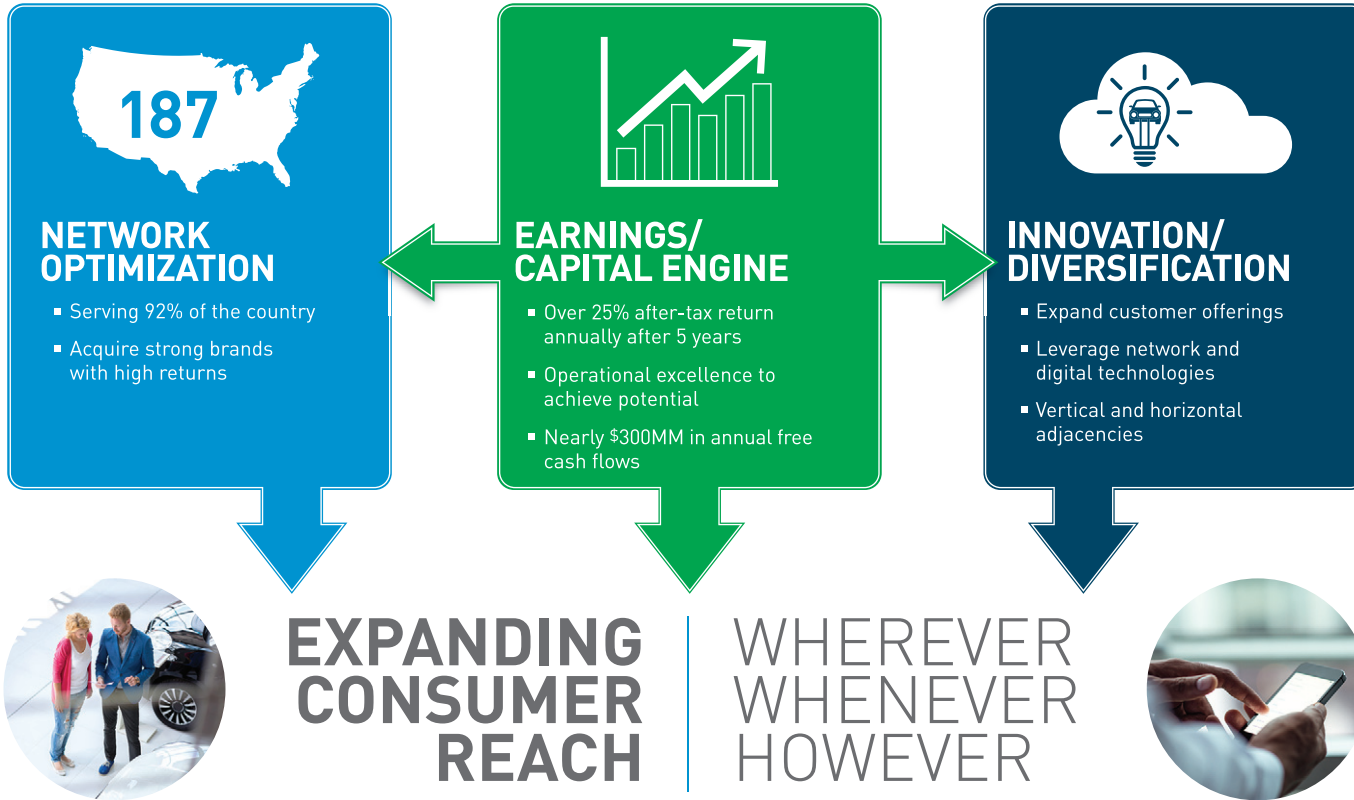 187
NETWORK
OPTIMIZATION
▪ Serving 92% of the country
▪ Acquire strong brands
with high returns
EARNINGS/
CAPITAL ENGINE
▪ Over 25% after-tax return
annually after 5 years
▪ Operational excellence to
achieve potential
▪ Nearly $300MM in annual free
cash flows
INNOVATION/
DIVERSIFICATION
▪ Expand customer offerings
▪ Leverage network and
digital technologies
▪ Vertical and horizontal
adjacencies
EXPANDING
CONSUMER
REACH
WHEREVER
WHENEVER
HOWEVER